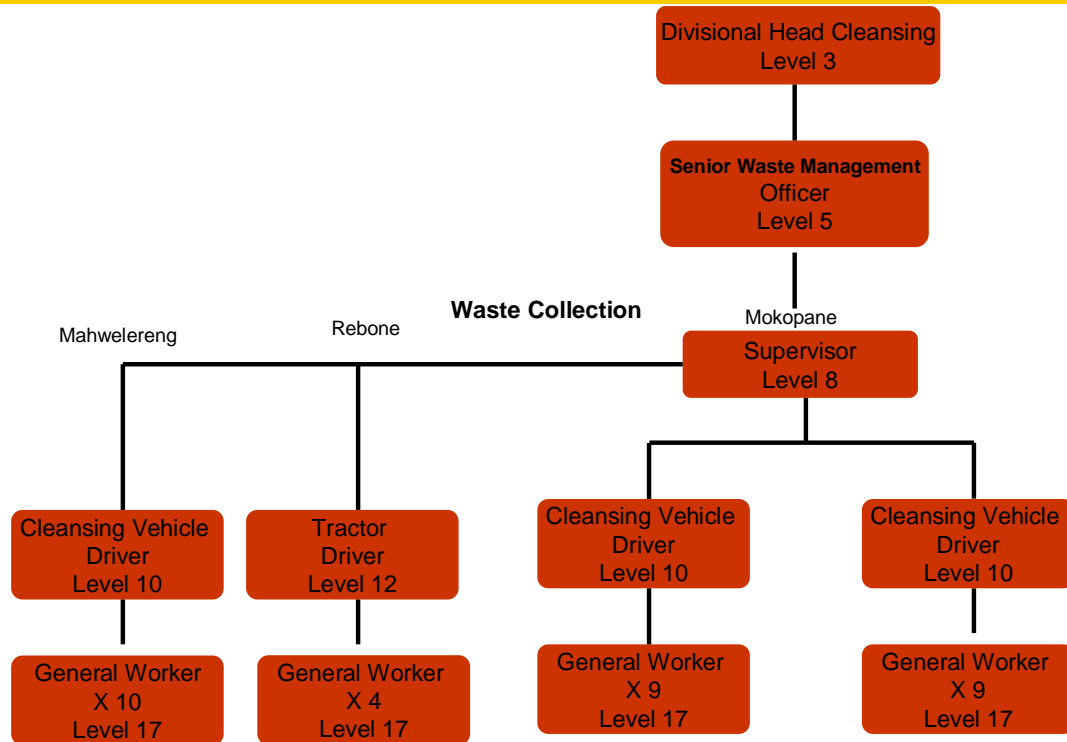 Divisional Head Cleansing
Level 3
Senior Waste Management
Officer
Level 5
Waste Collection
Mahwelereng
Rebone
Mokopane
Supervisor
Level 8
Cleansing Vehicle
Driver
Level 10
Tractor
Driver
Level 12
Cleansing Vehicle
Driver
Level 10
Cleansing Vehicle
Driver
Level 10
General Worker
X 10
Level 17
General Worker
X 4
Level 17
General Worker
X 9
Level 17
General Worker
X 9
Level 17